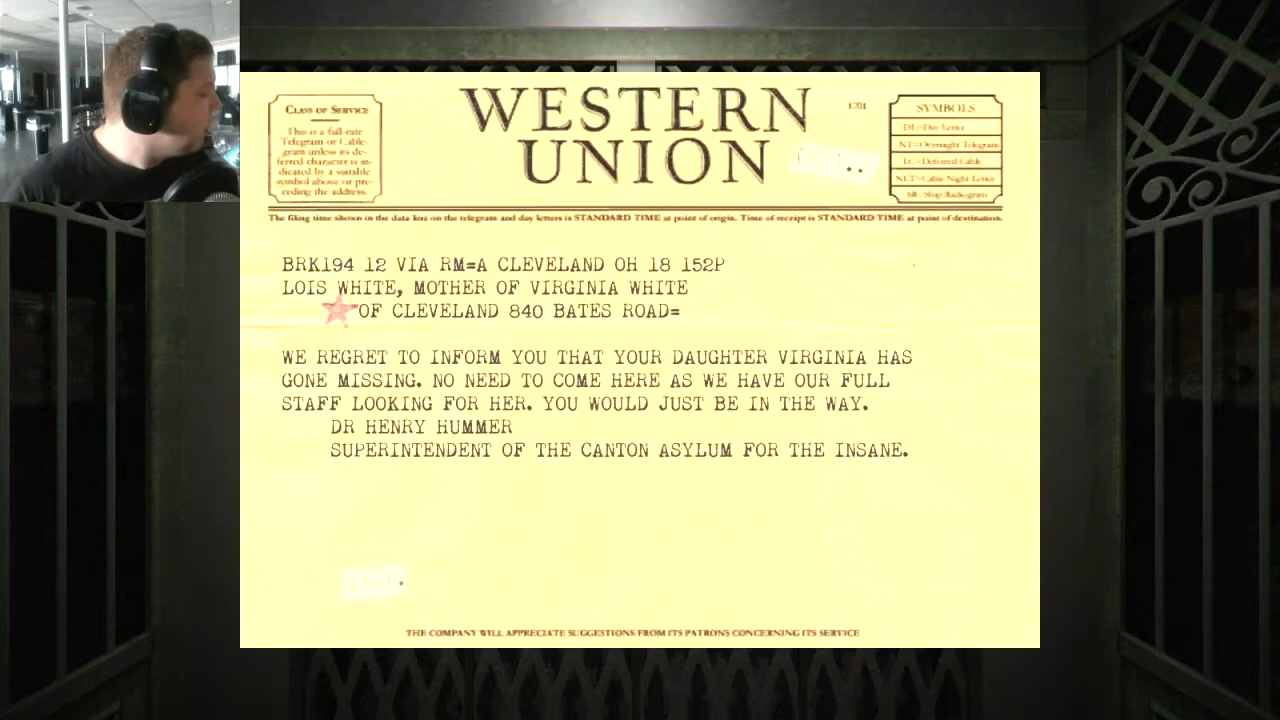 CLASS OF SERVICE
This is a full-rate
Telegram or Cable-
gram unless its de-
ferred character is in-
dicated by a suitable
symbol above or pre-
ceding the address.
WESTERN
UNION
1201
SYMBOLS
DL=Day Letter
NT=Overnight Telegram
LC=Deferred Cable
NLT=Cable Night Letter
SR=Ship Radiogram
The filing time shown in the data line on the telegram and day letters is STANDARD TIME at point of origin. Time of receipt is STANDARD TIME at point of destination.
BRK194 12 VIA RM=A CLEVELAND OH 18 152P
LOIS WHITE, MOTHER OF VIRGINIA WHITE
OF CLEVELAND 840 BATES ROAD=
WE REGRET TO INFORM YOU THAT YOUR DAUGHTER VIRGINIA HAS
GONE MISSING. NO NEED TO COME HERE AS WE HAVE OUR FULL
STAFF LOOKING FOR HER. YOU WOULD JUST BE IN THE WAY.
DR HENRY HUMMER
SUPERINTENDENT OF THE CANTON ASYLUM FOR THE INSANE.
THE COMPANY WILL APPRECIATE SUGGESTIONS FROM ITS PATRONS CONCERNING ITS SERVICE